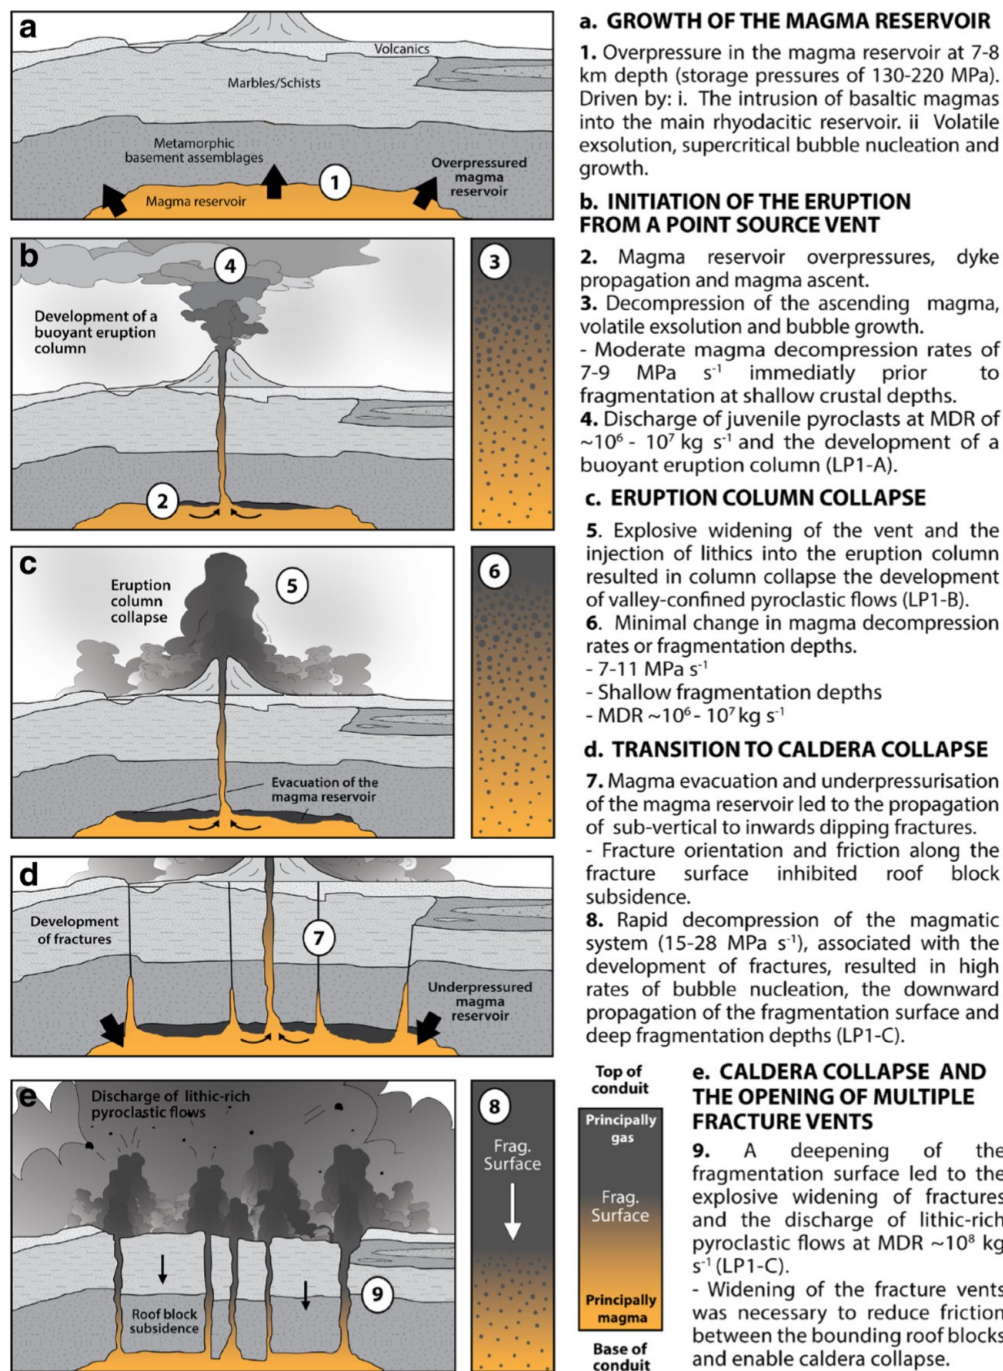 a
Volcanics
Marbles/Schists
Metamorphic
basement assemblages
Overpressured
magma
reservoir
1
Magma reservoir
b
4
3
Development of a
buoyant eruption
column
2
c
Eruption
column
collapse
5
6
Evacuation of the
magma reservoir
d
Development
of fractures
7
Underpressured
magma
reservoir
e
Discharge of lithic-rich
pyroclastic flows
8
Frag.
Surface
9
Roof block
subsidence
a. GROWTH OF THE MAGMA RESERVOIR
1. Overpressure in the magma reservoir at 7-8
km depth (storage pressures of 130-220 MPa).
Driven by: i. The intrusion of basaltic magmas
into the main rhyodacitic reservoir. ii Volatile
exsolution, supercritical bubble nucleation and
growth.
b. INITIATION OF THE ERUPTION
FROM A POINT SOURCE VENT
2. Magma reservoir overpressures, dyke
propagation and magma ascent.
3. Decompression of the ascending magma,
volatile exsolution and bubble growth.
- Moderate magma decompression rates of
7-9 MPa s⁻¹ immediatly prior to
fragmentation at shallow crustal depths.
4. Discharge of juvenile pyroclasts at MDR of
~10⁶ - 10⁷ kg s⁻¹ and the development of a
buoyant eruption column (LP1-A).
c. ERUPTION COLUMN COLLAPSE
5. Explosive widening of the vent and the
injection of lithics into the eruption column
resulted in column collapse the development
of valley-confined pyroclastic flows (LP1-B).
6. Minimal change in magma decompression
rates or fragmentation depths.
- 7-11 MPa s⁻¹
- Shallow fragmentation depths
- MDR ~10⁶ - 10⁷ kg s⁻¹
d. TRANSITION TO CALDERA COLLAPSE
7. Magma evacuation and underpressurisation
of the magma reservoir led to the propagation
of sub-vertical to inwards dipping fractures.
- Fracture orientation and friction along the
fracture surface inhibited roof block
subsidence.
8. Rapid decompression of the magmatic
system (15-28 MPa s⁻¹), associated with the
development of fractures, resulted in high
rates of bubble nucleation, the downward
propagation of the fragmentation surface and
deep fragmentation depths (LP1-C).
Top of
conduit
Principally
gas
Frag.
Surface
Principally
magma
Base of
conduit
e. CALDERA COLLAPSE AND
THE OPENING OF MULTIPLE
FRACTURE VENTS
9. A deepening of the
fragmentation surface led to the
explosive widening of fractures
and the discharge of lithic-rich
pyroclastic flows at MDR ~10⁸ kg
s⁻¹ (LP1-C).
- Widening of the fracture vents
was necessary to reduce friction
between the bounding roof blocks
and enable caldera collapse.